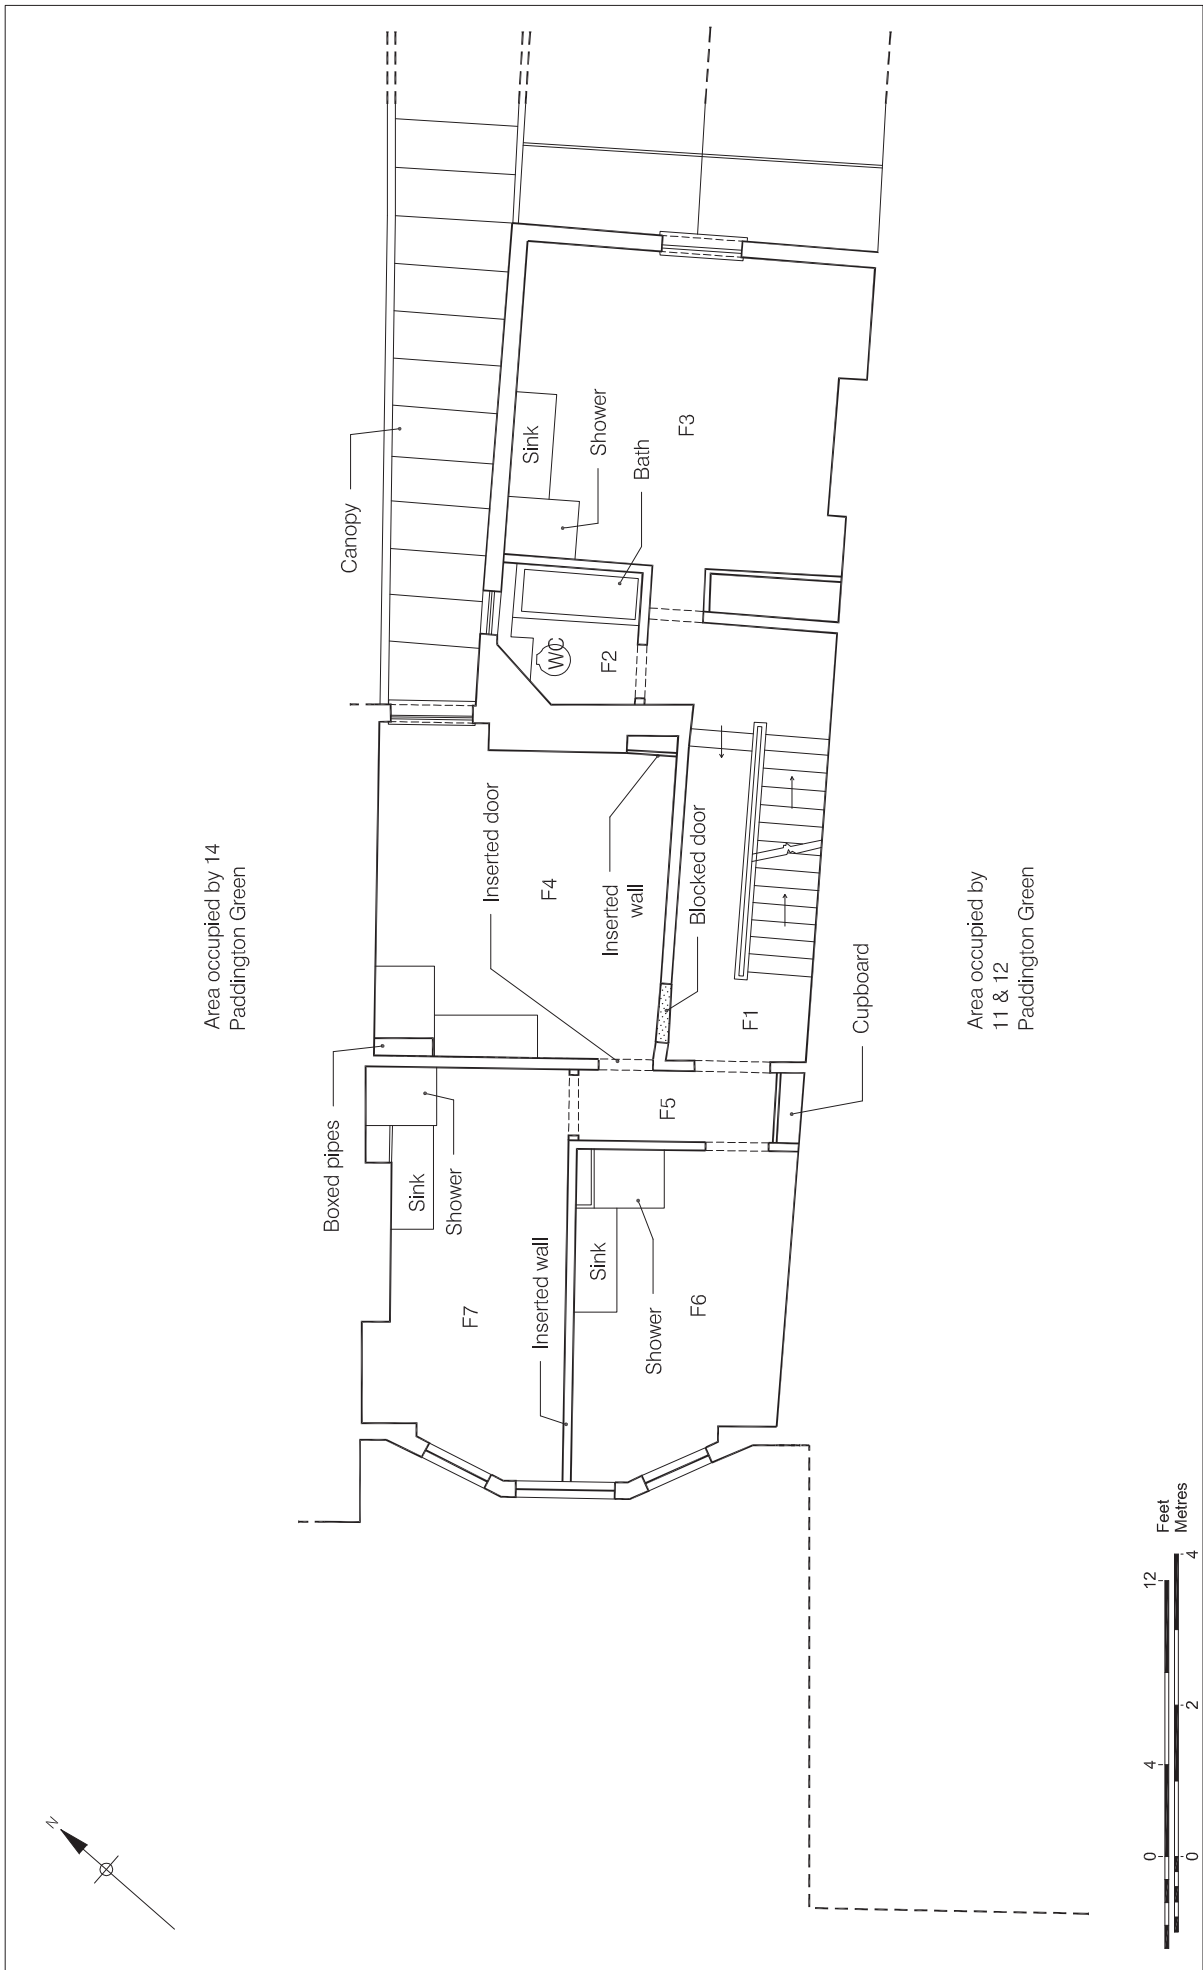 N
Area occupied by 14
Paddington Green
Canopy
Boxed pipes
Sink
Shower
F7
Inserted wall
Sink
Shower
F6
F5
Inserted door
F4
Inserted
wall
Blocked door
F1
Cupboard
WC
F2
Sink
Shower
Bath
F3
Area occupied by
11 & 12
Paddington Green
0
4
12
Feet
Metres
0
2
4